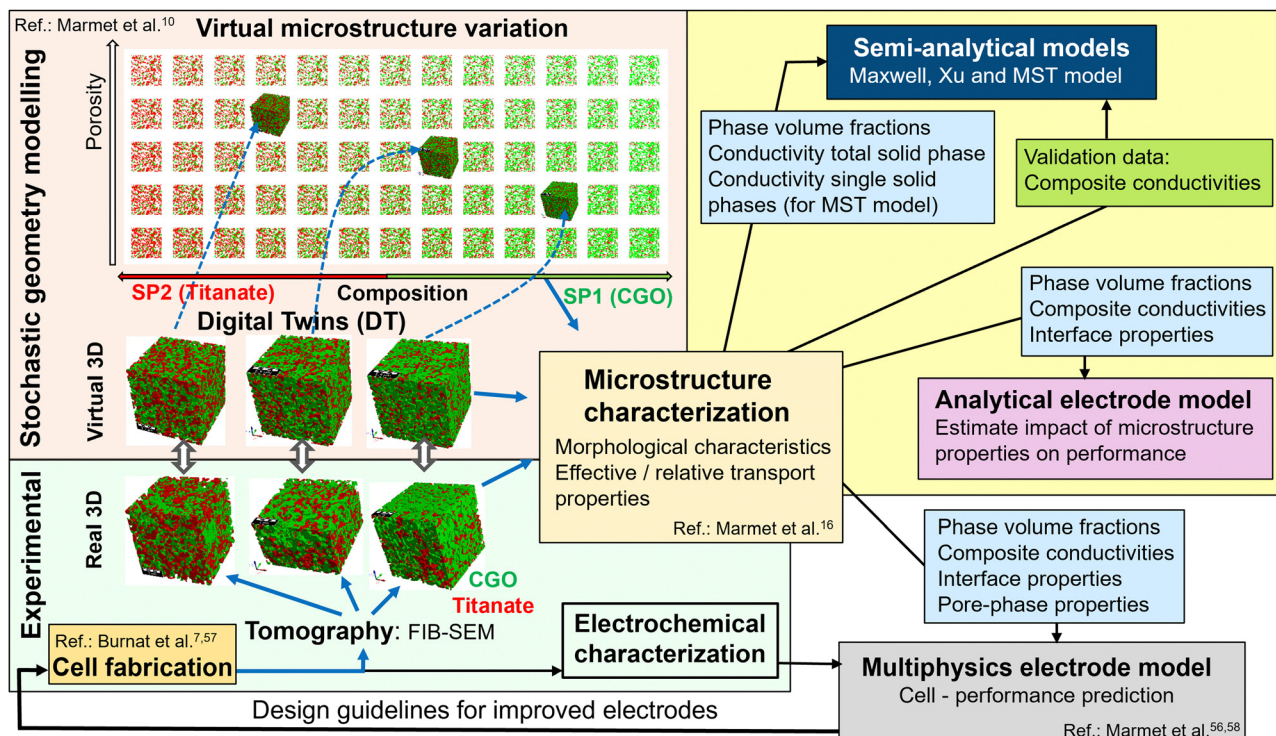 Ref.: Marmet et al.10
Virtual microstructure variation
Stochastic geometry modelling
Porosity
SP2 (Titanate)
Composition
SP1 (CGO)
Digital Twins (DT)
Virtual 3D
Experimental
Real 3D
CGO
Titanate
Tomography: FIB-SEM
Ref.: Burnat et al.7,57
Cell fabrication
Electrochemical
characterization
Design guidelines for improved electrodes
Microstructure
characterization
Morphological characteristics
Effective / relative transport
properties
Ref.: Marmet et al.16
Semi-analytical models
Maxwell, Xu and MST model
Phase volume fractions
Conductivity total solid phase
Conductivity single solid
phases (for MST model)
Validation data:
Composite conductivities
Phase volume fractions
Composite conductivities
Interface properties
Analytical electrode model
Estimate impact of microstructure
properties on performance
Phase volume fractions
Composite conductivities
Interface properties
Pore-phase properties
Multiphysics electrode model
Cell - performance prediction
Ref.: Marmet et al.56,58